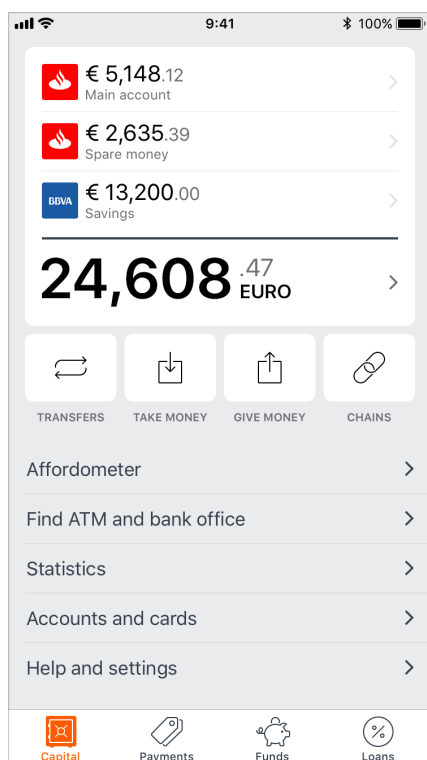 9:41
100%
€ 5,148.12
Main account
€ 2,635.39
Spare money
BBVA
€ 13,200.00
Savings
24,608.47
EURO
TRANSFERS TAKE MONEY GIVE MONEY CHAINS
Affordometer
Find ATM and bank office
Statistics
Accounts and cards
Help and settings
Capital Payments Funds Loans